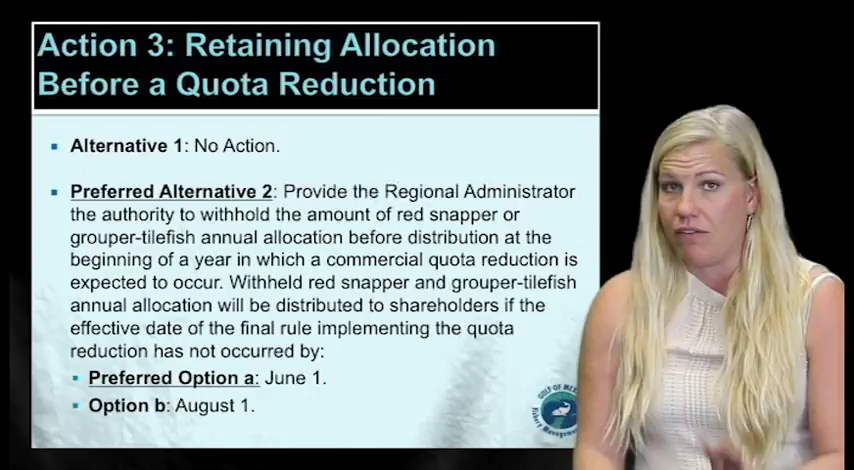 Action 3: Retaining Allocation
Before a Quota Reduction
▪ Alternative 1: No Action.
▪ Preferred Alternative 2: Provide the Regional Administrator
the authority to withhold the amount of red snapper or
grouper-tilefish annual allocation before distribution at the
beginning of a year in which a commercial quota reduction is
expected to occur. Withheld red snapper and grouper-tilefish
annual allocation will be distributed to shareholders if the
effective date of the final rule implementing the quota
reduction has not occurred by:
▪ Preferred Option a: June 1.
▪ Option b: August 1.
GULF OF
Fishery